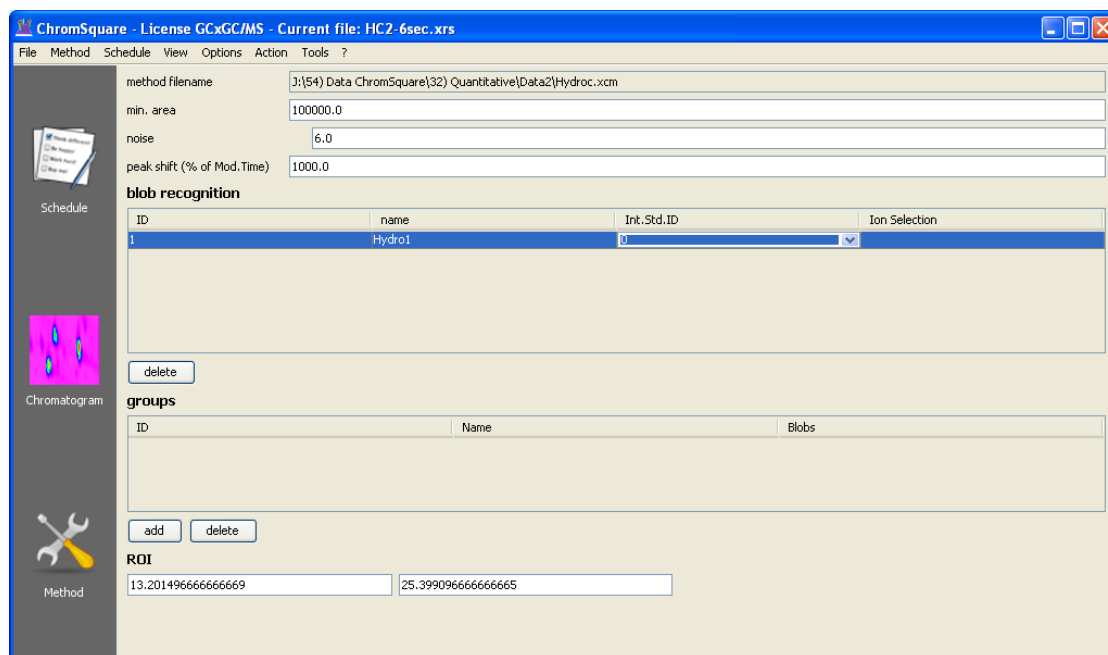 ChromSquare - License GCxGC/MS - Current file: HC2-6sec.xrs
File Method Schedule View Options Action Tools ?
method filename J:\54) Data ChromSquare\32) Quantitative\Data2\Hydroc.xcm
min. area 100000.0
noise 6.0
peak shift (% of Mod.Time) 1000.0
blob recognition
Schedule
ID name Int.Std.ID Ion Selection
1 Hydro1 0
delete
Chromatogram
groups
ID Name Blobs
add delete
ROI
13.201496666666669 25.399096666666665
Method